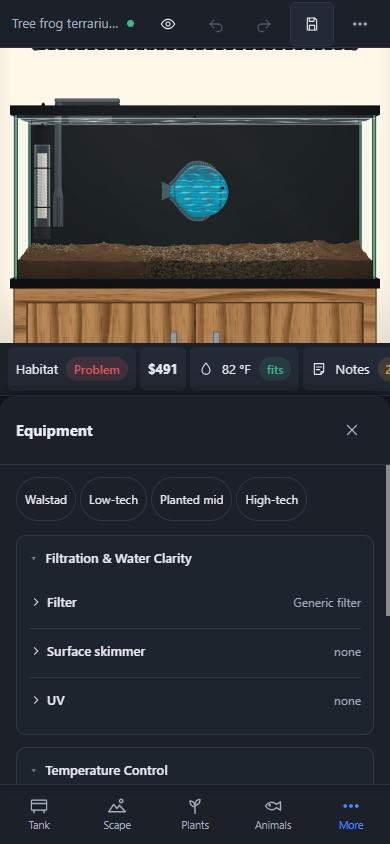 Tree frog terrariu...
Habitat Problem $491 82 °F fits Notes 2
Equipment
Walstad Low-tech Planted mid High-tech
Filtration & Water Clarity
Filter Generic filter
Surface skimmer none
UV none
Temperature Control
Tank Scape Plants Animals More